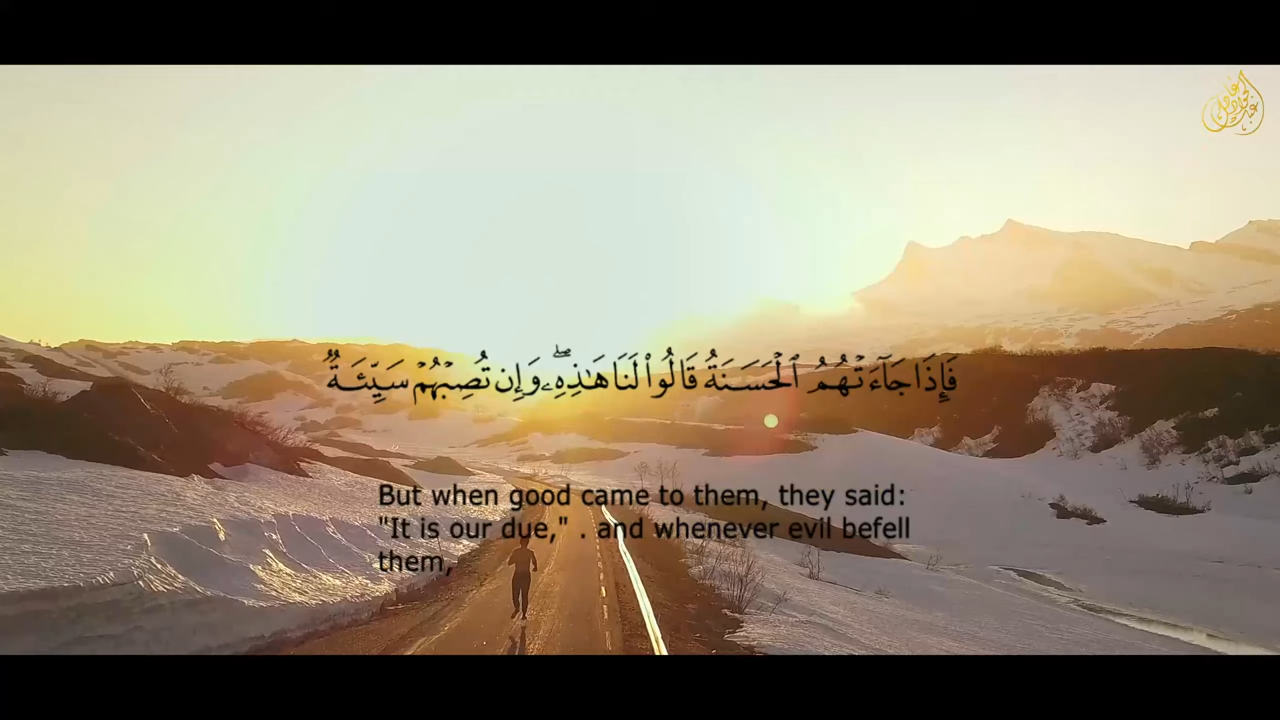 فَإِذَا جَآءَتْهُمُ ٱلْحَسَنَةُ قَالُوا۟ لَنَا هَـٰذِهِۦ ۖ وَإِن تُصِبْهُمْ سَيِّئَةٌۭ
But when good came to them, they said:
"It is our due," . and whenever evil befell
them,